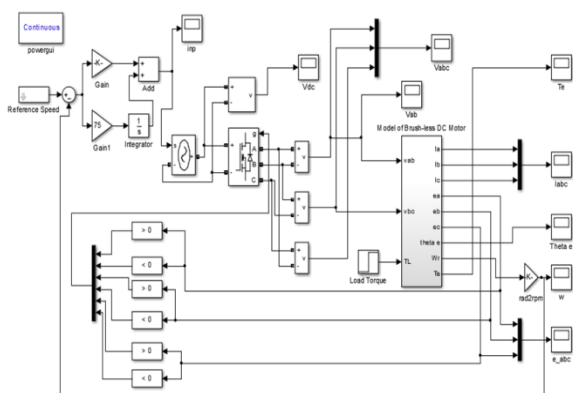 Continuous
powergui
Reference Speed
-K-
Gain
75
Gain1
Add
1
s
Integrator
inp
v
Vdc
s
g
A
B
C
v
v
v
Vabc
Vab
Te
Model of Brush-less DC Motor
vab
vbc
TL
Ia
Ib
Ic
ea
eb
ec
theta e
Wr
Te
Load Torque
Iabc
Theta e
-K-
rad2rpm
w
e_abc
> 0
< 0
> 0
< 0
> 0
< 0